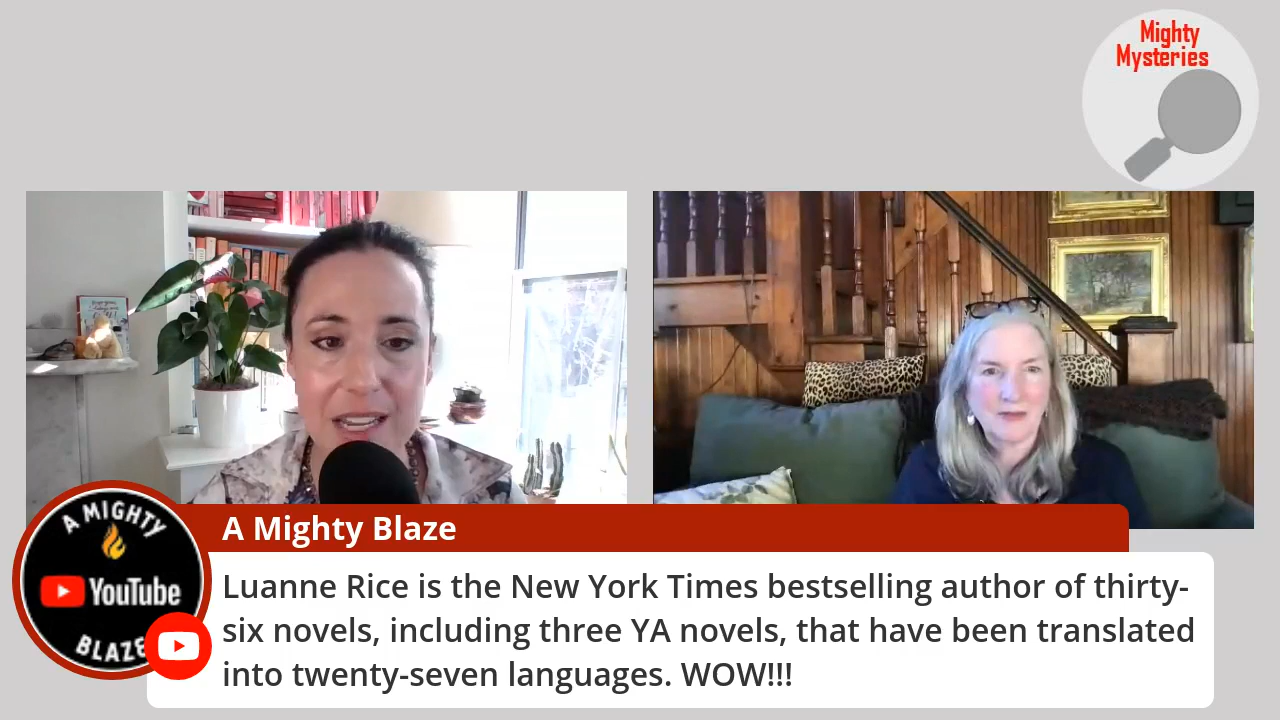 Mighty
Mysteries
A MIGHTY
YouTube
BLAZE
A Mighty Blaze
Luanne Rice is the New York Times bestselling author of thirty-
six novels, including three YA novels, that have been translated
into twenty-seven languages. WOW!!!